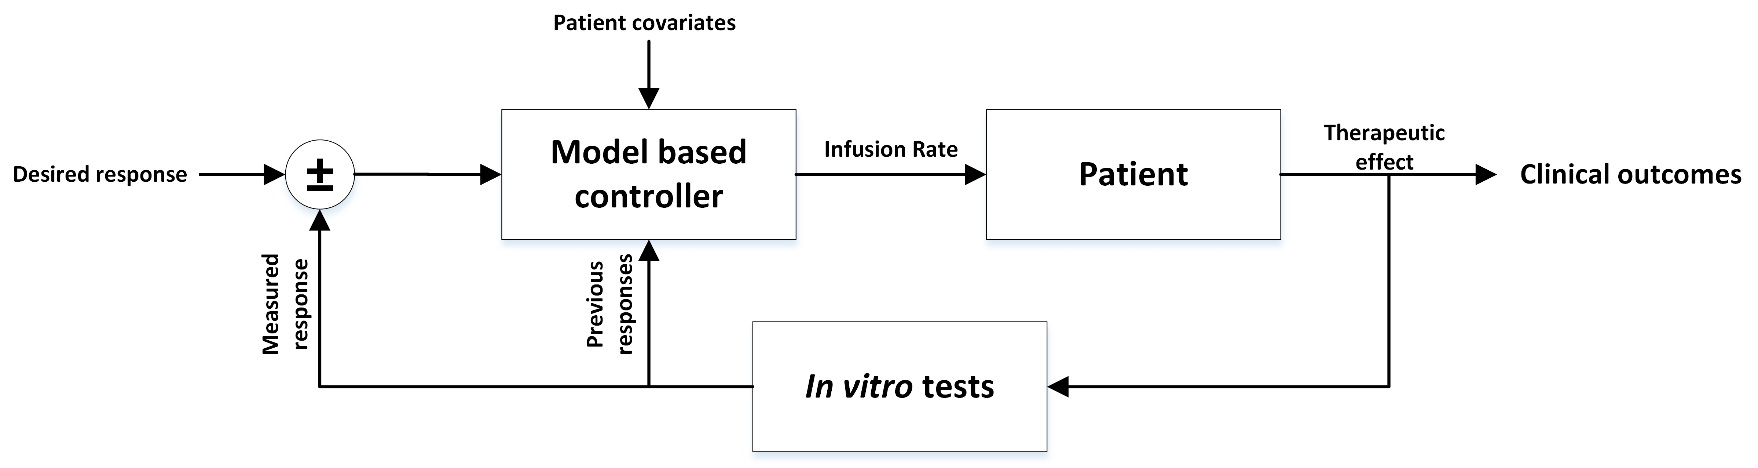 Patient covariates
Desired response
±
Model based
controller
Infusion Rate
Patient
Therapeutic
effect
Clinical outcomes
Measured
response
Previous
responses
In vitro tests